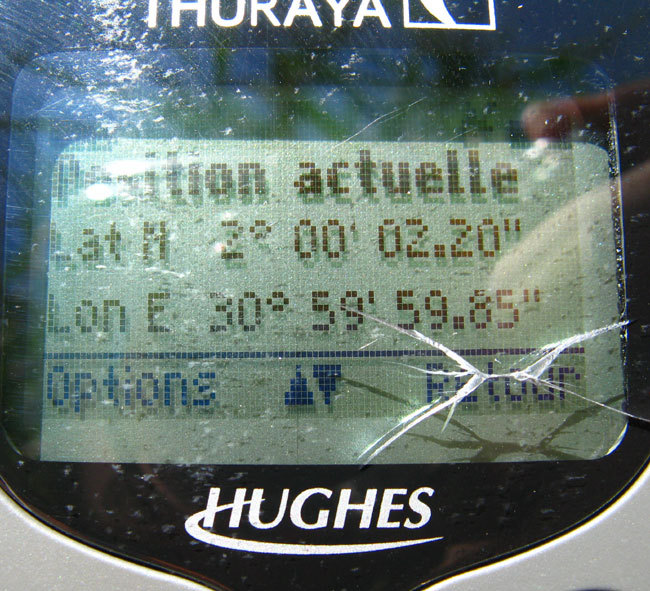 THURAYA
Position actuelle
Lat N 2° 00' 02.20"
Lon E 30° 59' 59.85"
Options Retour
HUGHES